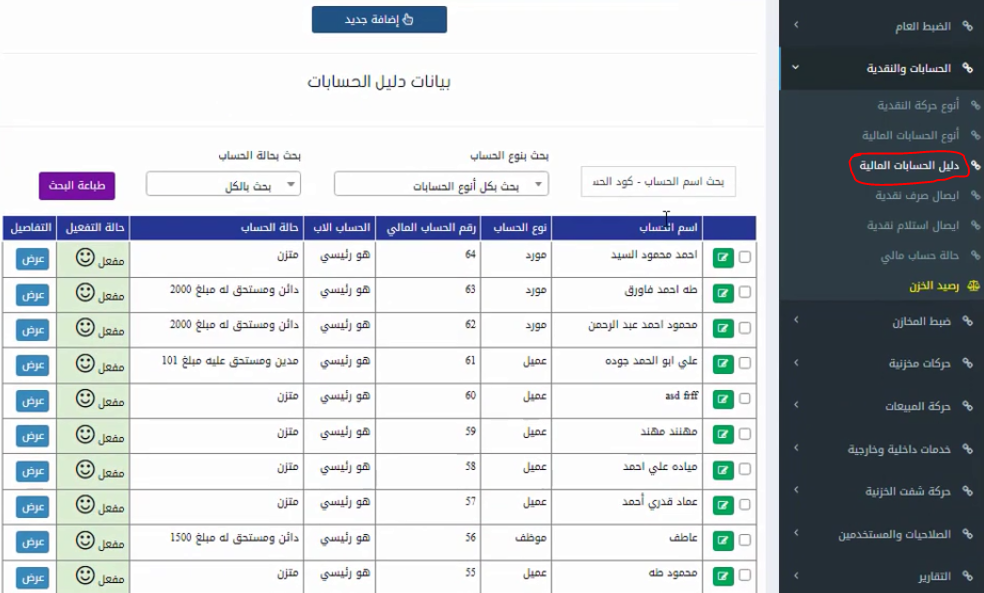 الضبط العام
الحسابات والنقدية
أنوع حركة النقدية
أنوع الحسابات المالية
دليل الحسابات المالية
ايصال صرف نقدية
ايصال استلام نقدية
حالة حساب مالي
رصيد الخزن
ضبط المخازن
حركات مخزنية
حركة المبيعات
خدمات داخلية وخارجية
حركة شفت الخزنية
الصلاحيات والمستخدمين
التقارير
إضافة جديد
بيانات دليل الحسابات
بحث بنوع الحساب بحث بحالة الحساب
بحث اسم الحساب - كود الحس بحث بكل أنوع الحسابات بحث بالكل طباعة البحث
اسم الحساب نوع الحساب رقم الحساب المالي الحساب الاب حالة الحساب حالة التفعيل التفاصيل
احمد محمود السيد مورد 64 هو رئيسي متزن مفعل عرض
طه احمد فاورق مورد 63 هو رئيسي دائن ومستحق له مبلغ 2000 مفعل عرض
محمود احمد عبد الرحمن مورد 62 هو رئيسي دائن ومستحق له مبلغ 2000 مفعل عرض
علي ابو الحمد جوده عميل 61 هو رئيسي مدين ومستحق عليه مبلغ 101 مفعل عرض
asd frff عميل 60 هو رئيسي متزن مفعل عرض
مهنند مهند عميل 59 هو رئيسي متزن مفعل عرض
مياده علي احمد عميل 58 هو رئيسي متزن مفعل عرض
عماد قدري أحمد عميل 57 هو رئيسي متزن مفعل عرض
عاطف موظف 56 هو رئيسي دائن ومستحق له مبلغ 1500 مفعل عرض
محمود طه عميل 55 هو رئيسي متزن مفعل عرض